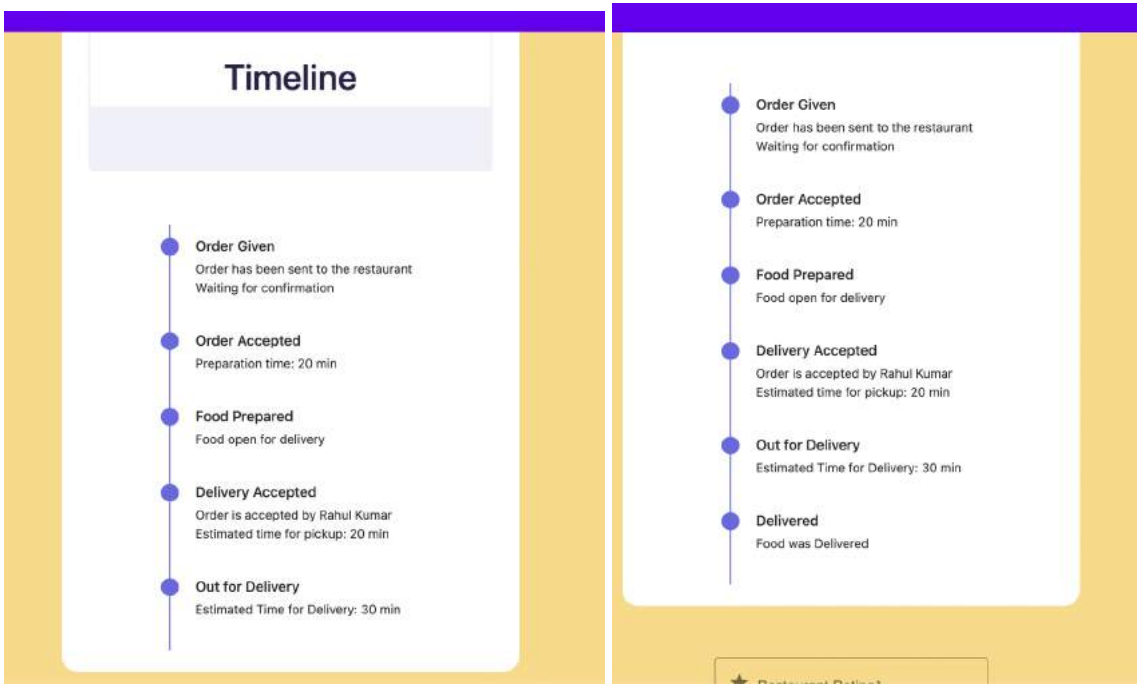 Timeline
Order Given
Order has been sent to the restaurant
Waiting for confirmation
Order Accepted
Preparation time: 20 min
Food Prepared
Food open for delivery
Delivery Accepted
Order is accepted by Rahul Kumar
Estimated time for pickup: 20 min
Out for Delivery
Estimated Time for Delivery: 30 min
Order Given
Order has been sent to the restaurant
Waiting for confirmation
Order Accepted
Preparation time: 20 min
Food Prepared
Food open for delivery
Delivery Accepted
Order is accepted by Rahul Kumar
Estimated time for pickup: 20 min
Out for Delivery
Estimated Time for Delivery: 30 min
Delivered
Food was Delivered
Restaurant Rating*